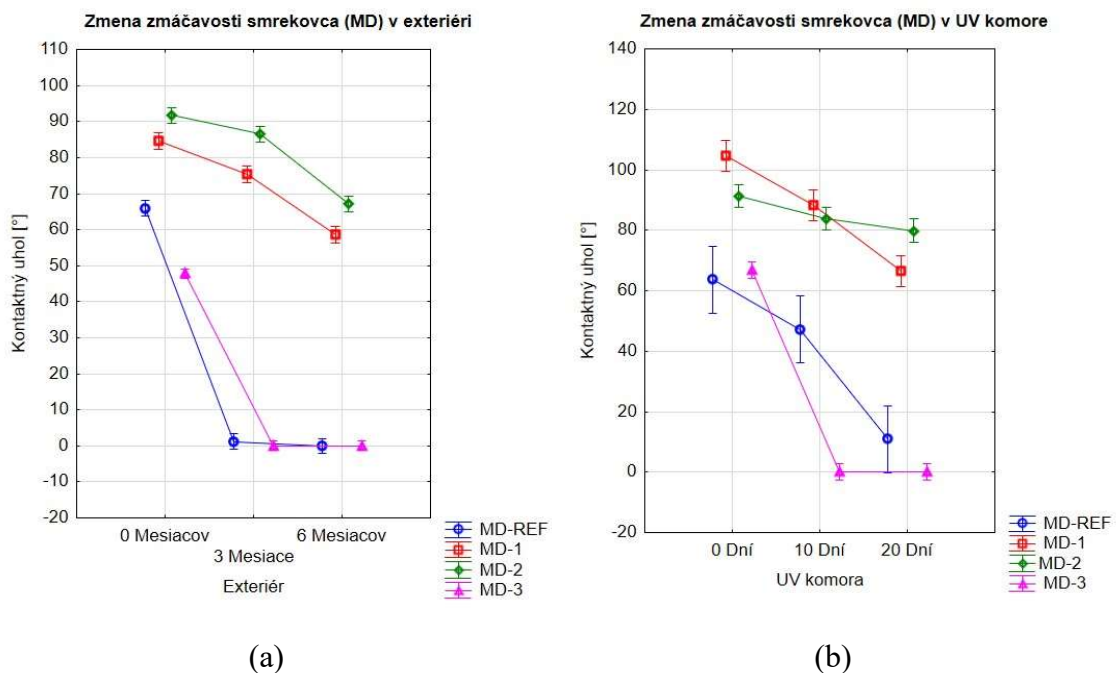 Zmena zmáčavosti smrekovca (MD) v exteriéri
110
100
90
80
70
60
50
40
30
20
10
0
-10
-20
Kontaktný uhol [°]
0 Mesiacov
3 Mesiace
6 Mesiacov
Exteriér
MD-REF
MD-1
MD-2
MD-3
(a)
Zmena zmáčavosti smrekovca (MD) v UV komore
140
120
100
80
60
40
20
0
-20
Kontaktný uhol [°]
0 Dní
10 Dní
20 Dní
UV komora
MD-REF
MD-1
MD-2
MD-3
(b)